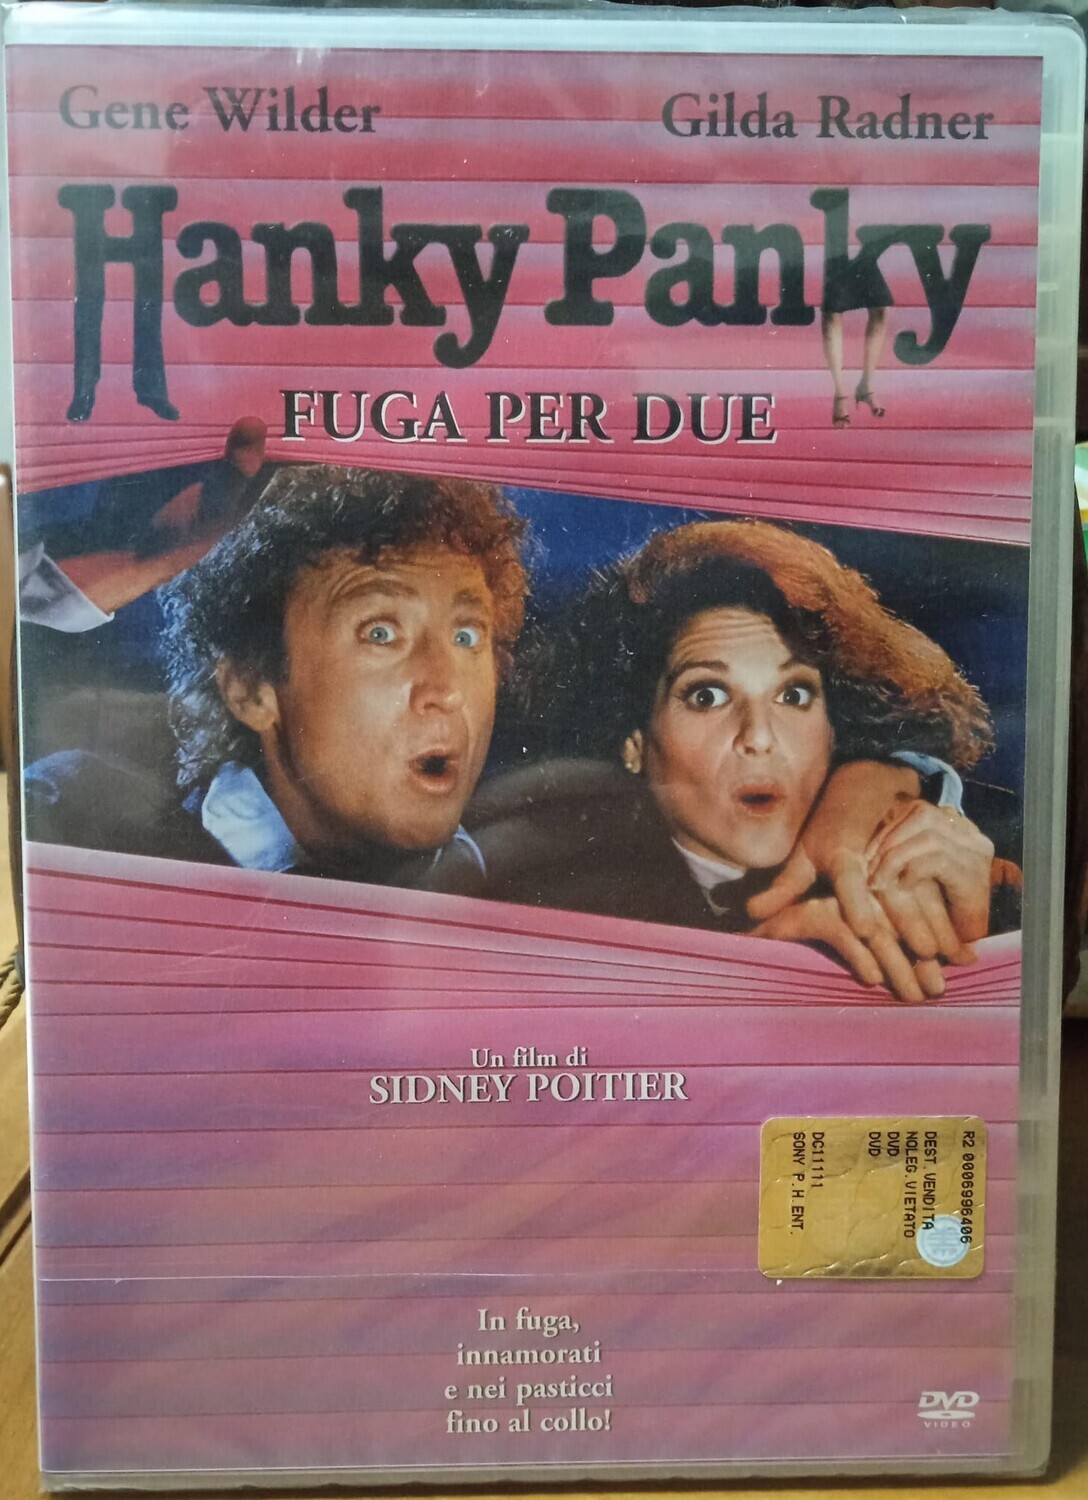 Gene Wilder
Gilda Radner
Hanky Panky
FUGA PER DUE
Un film di
SIDNEY POITIER
R2 0006996406
DEST.VENDITA
NOLEG.VIETATO
DVD
DVD
DC11111
SONY P.H.ENT.
In fuga,
innamorati
e nei pasticci
fino al collo!
DVD
VIDEO